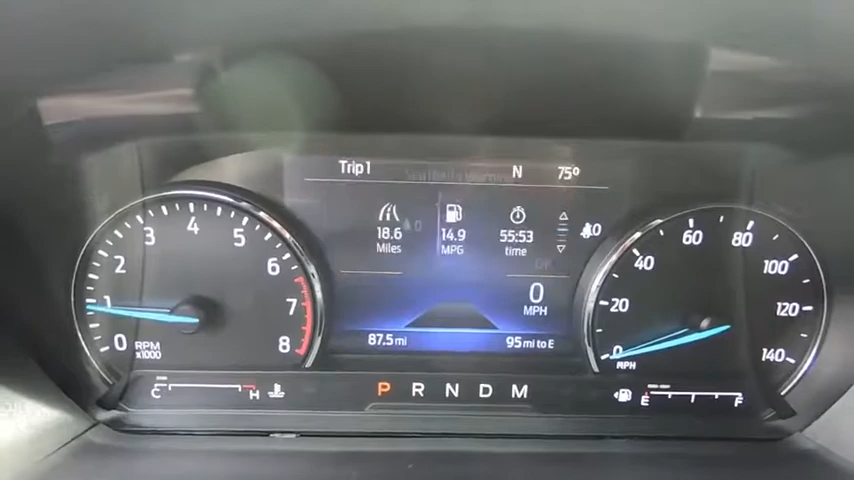 Trip 1 N 75°
18.6 14.9 55:53
Miles MPG time
0
MPH
87.5 mi 95 mi to E
0 1 2 3 4 5 6 7 8
RPM
x1000
0 20 40 60 80 100 120 140
MPH
C H P R N D M E F